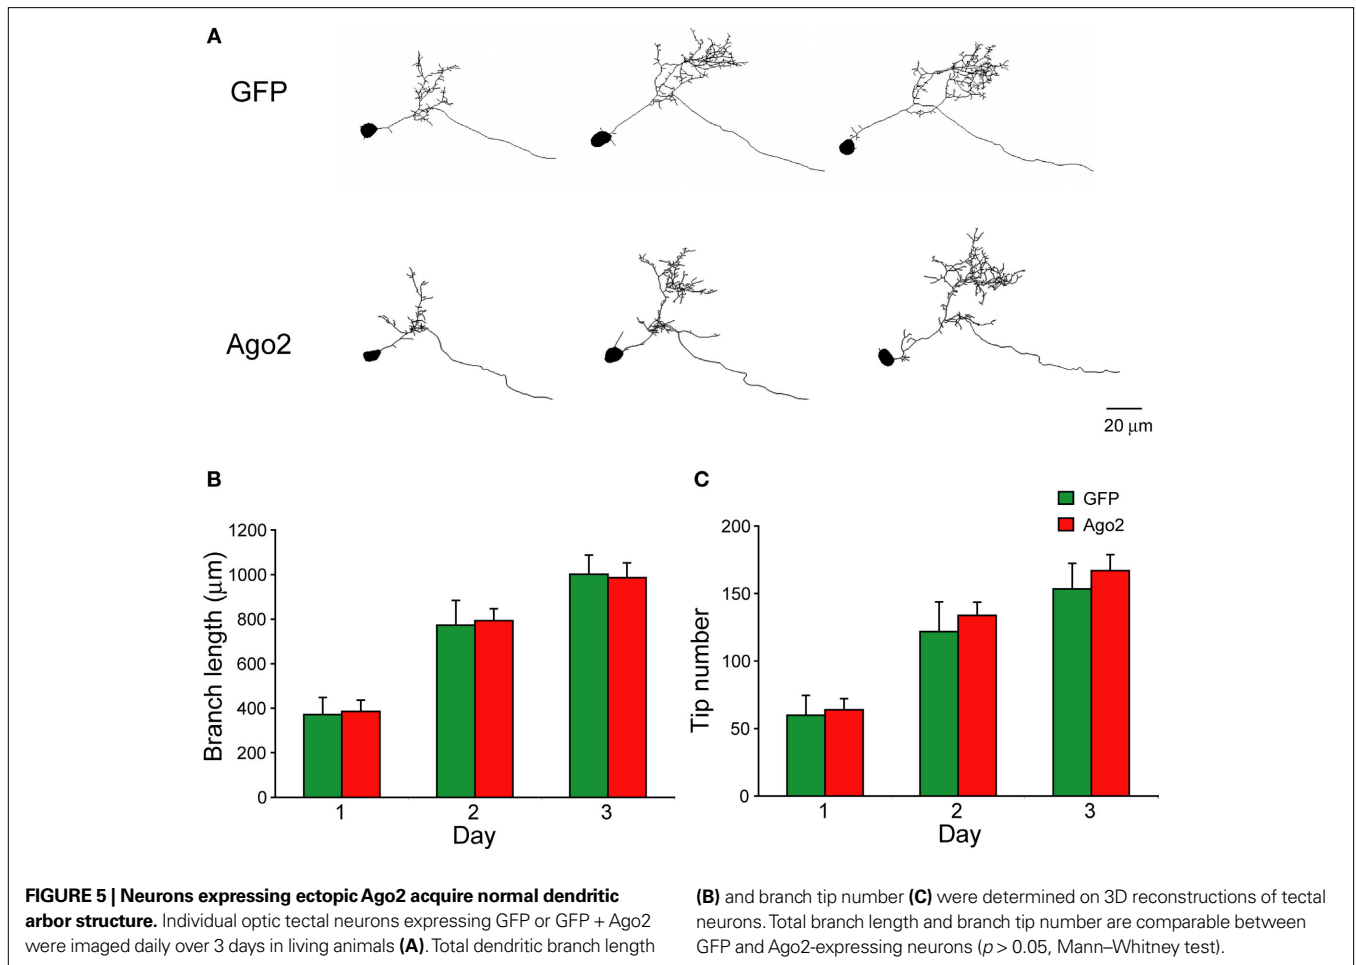 A
GFP
Ago2
20 μm
B
1200
1000
800
600
400
200
0
Branch length (μm)
1 2 3
Day
C
GFP
Ago2
200
150
100
50
0
Tip number
1 2 3
Day
FIGURE 5 | Neurons expressing ectopic Ago2 acquire normal dendritic
arbor structure. Individual optic tectal neurons expressing GFP or GFP + Ago2
were imaged daily over 3 days in living animals (A). Total dendritic branch length
(B) and branch tip number (C) were determined on 3D reconstructions of tectal
neurons. Total branch length and branch tip number are comparable between
GFP and Ago2-expressing neurons (p > 0.05, Mann–Whitney test).